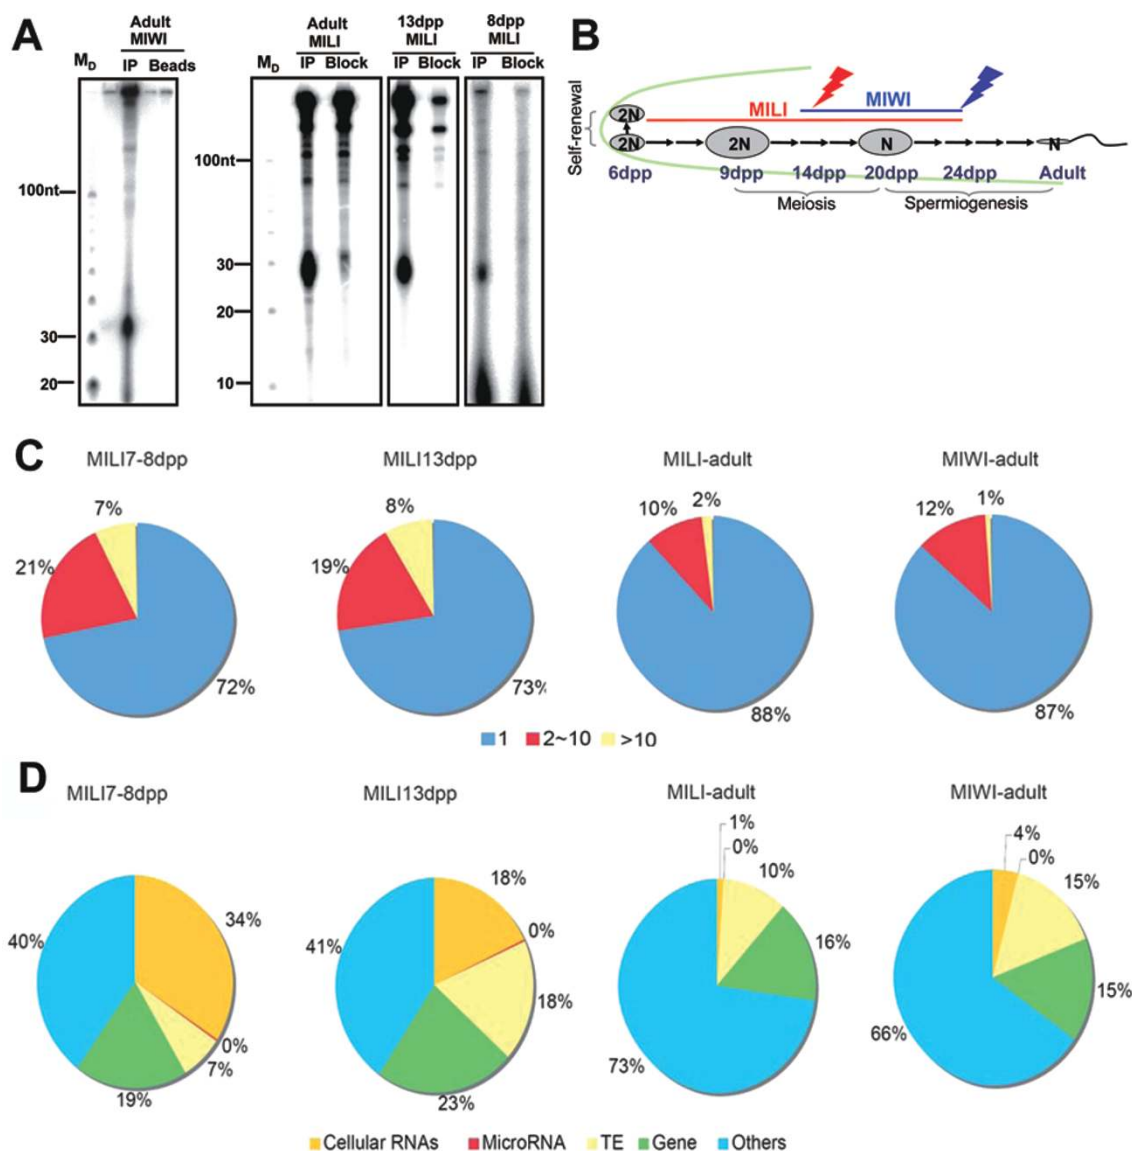 A
Adult
MIWI
M_D IP Beads
100nt
30
20
Adult
MILI
13dpp
MILI
8dpp
MILI
M_D IP Block IP Block IP Block
100nt
30
20
10
B
Self-renewal
MILI MIWI
2N
2N 2N N N
6dpp 9dpp 14dpp 20dpp 24dpp Adult
Meiosis Spermiogenesis
C
MILI7-8dpp MILI13dpp MILI-adult MIWI-adult
7% 21% 72%
8% 19% 73%
10% 2% 88%
12% 1% 87%
1 2~10 >10
D
MILI7-8dpp MILI13dpp MILI-adult MIWI-adult
40% 34% 0% 7% 19%
41% 18% 0% 18% 23%
1% 0% 10% 16% 73%
4% 0% 15% 15% 66%
Cellular RNAs MicroRNA TE Gene Others